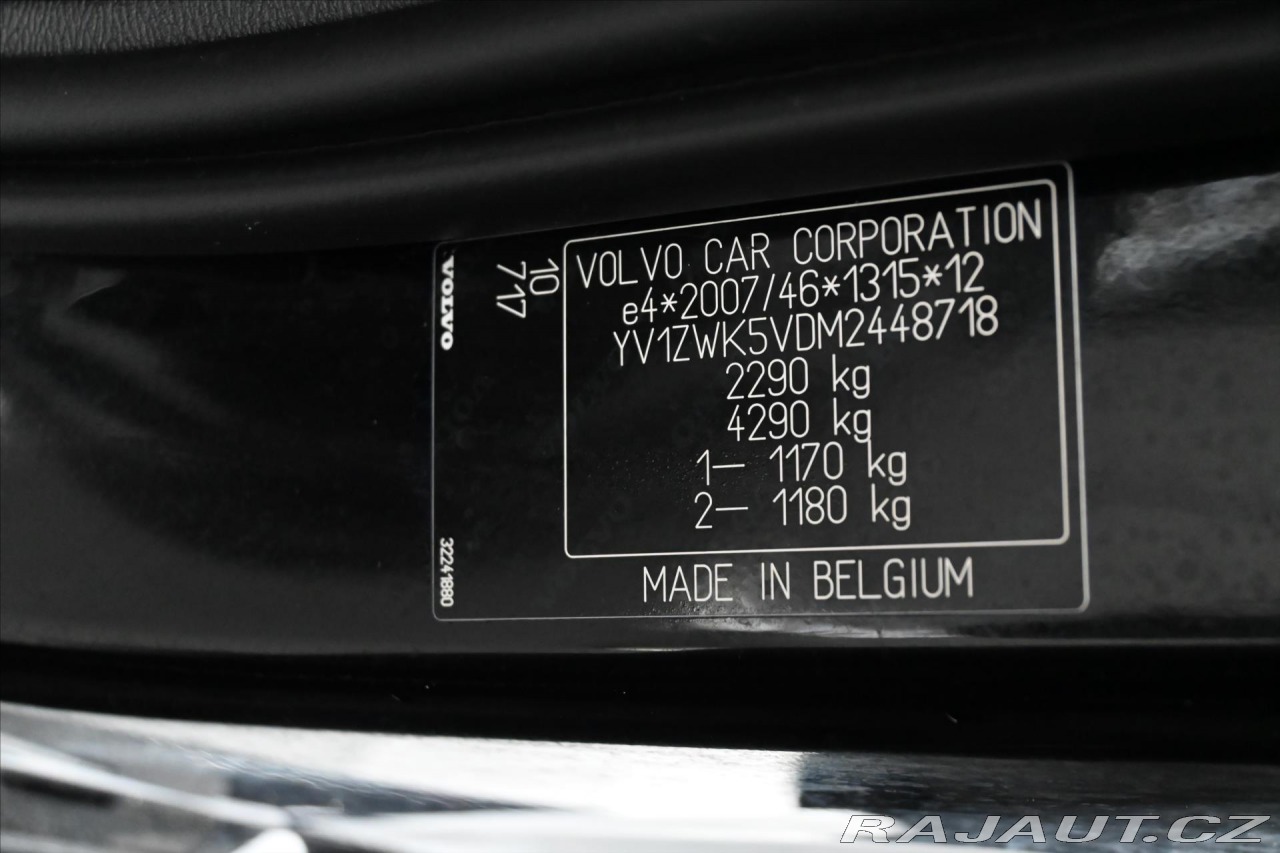 VOLVO
32241880
10
717
VOLVO CAR CORPORATION
e4*2007/46*1315*12
YV1ZWK5VDM2448718
2290 kg
4290 kg
1– 1170 kg
2– 1180 kg
MADE IN BELGIUM
RAJAUT.CZ